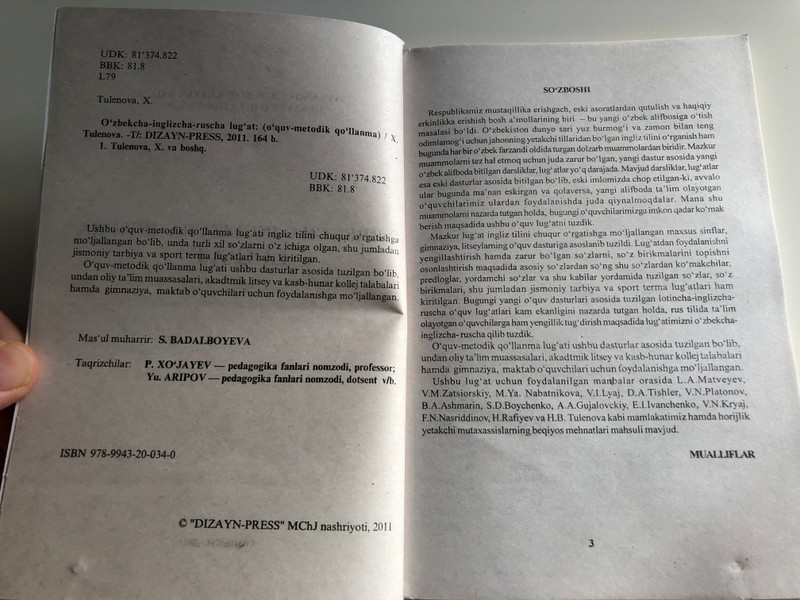 UDK: 81'374.822
BBK: 81.8
L79
Tulenova, X.
O‘zbekcha-inglizcha-ruscha lug‘at: (o‘quv-metodik qo‘llanma) / X.
Tulenova. -T/: DIZAYN-PRESS, 2011. 164 b.
1. Tulenova, X. va boshq.
UDK: 81'374.822
BBK: 81.8
Ushbu o‘quv-metodik qo‘llanma lug‘ati ingliz tilini chuqur o‘rgatishga
mo‘ljallangan bo‘lib, unda turli xil so‘zlarni o‘z ichiga olgan, shu jumladan
jismoniy tarbiya va sport terma lug‘atlari ham kiritilgan.
O‘quv-metodik qo‘llanma lug‘ati ushbu dasturlar asosida tuzilgan bo‘lib,
undan oliy ta’lim muassasalari, akadtmik litsey va kasb-hunar kollej talabalari
hamda gimnaziya, maktab o‘quvchilari uchun foydalanishga mo‘ljallangan.
Mas’ul muharrir: S. BADALBOYEVA
Taqrizchilar: P. XO‘JAYEV — pedagogika fanlari nomzodi, professor;
Yu. ARIPOV — pedagogika fanlari nomzodi, dotsent v/b.
ISBN 978-9943-20-034-0
© "DIZAYN-PRESS" MChJ nashriyoti, 2011
SO‘ZBOSHI
Respublikamiz mustaqillika erishgach, eski asoratlardan qutulish va haqiqiy
erkinlikka erishish bosh a’mollarining biri – bu yangi o‘zbek alifbosiga o‘tish
masalasi bo‘ldi. O‘zbekiston dunyo sari yuz burmog‘i va zamon bilan teng
odimlamog‘i uchun jahonning yetakchi tillaridan bo‘lgan ingliz tilini o‘rganish ham
bugunda har bir o‘zbek farzandi oldida turgan dolzarb muammolardan biridir. Mazkur
muammolarni tez hal etmoq uchun juda zarur bo‘lgan, yangi dastur asosida yangi
o‘zbek alifboda bitilgan darsliklar, lug‘atlar yo‘q darajada. Mavjud darsliklar, lug‘atlar
esa eski dasturlar asosida bitilgan bo‘lib, eski imlomizda chop etilgan-ki, avvalo
ular bugunda ma’nan eskirgan va qolaversa, yangi alifboda ta’lim olayotgan
o‘quvchilarimiz ulardan foydalanishda juda qiynalmoqdalar. Mana shu
muammolarni nazarda tutgan holda, bugungi o‘quvchilarimizga imkon qadar ko‘mak
berish maqsadida ushbu o‘quv lug‘atni tuzdik.
Mazkur lug‘at ingliz tilini chuqur o‘rgatishga mo‘ljallangan maxsus sinflar,
gimnaziya, litseylarning o‘quv dasturiga asoslanib tuzildi. Lug‘atdan foydalanishni
yengillashtirish hamda zarur bo‘lgan so‘zlarni, so‘z birikmalarini topishni
osonlashtirish maqsadida asosiy so‘zlardan so‘ng shu so‘zlardan ko‘makchilar,
predloglar, yordamchi so‘zlar va shu kabilar yordamida tuzilgan so‘zlar, so‘z
birikmalari, shu jumladan jismoniy tarbiya va sport terma lug‘atlari ham
kiritilgan. Bugungi yangi o‘quv dasturlari asosida tuzilgan lotincha-inglizcha-
ruscha o‘quv lug‘atlari kam ekanligini nazarda tutgan holda, rus tilida ta’lim
olayotgan o‘quvchilarga ham yengillik tug‘dirish maqsadida lug‘atimizni o‘zbekcha-
inglizcha- ruscha qilib tuzdik.
O‘quv-metodik qo‘llanma lug‘ati ushbu dasturlar asosida tuzilgan bo‘lib,
undan oliy ta’lim muassasalari, akadtmik litsey va kasb-hunar kollej talabalari
hamda gimnaziya, maktab o‘quvchilari uchun foydalanishga mo‘ljallangan.
Ushbu lug‘at uchun foydalanilgan manbalar orasida L.A.Matveyev,
V.M.Zatsiorskiy, M.Ya. Nabatnikova, V.I.Lyaj, D.A.Tishler, V.N.Platonov,
B.A.Ashmarin, S.D.Boychenko, A.A.Gujalovskiy, E.I.Ivanchenko, V.N.Kryaj,
F.N.Nasriddinov, H.Rafiyev va H.B. Tulenova kabi mamlakatimiz hamda horijlik
yetakchi mutaxassislarning beqiyos mehnatlari mahsuli mavjud.
MUALLIFLAR
3